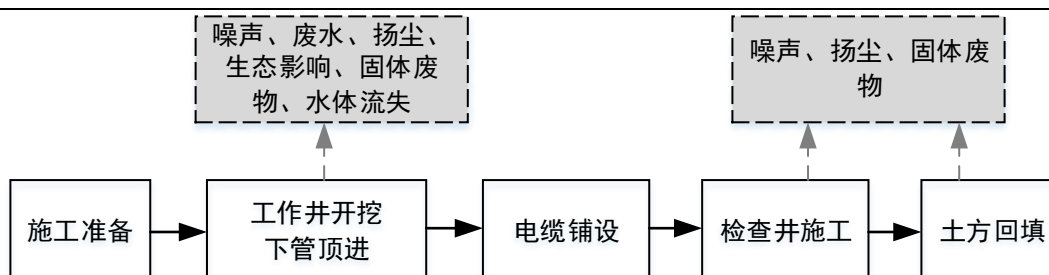 噪声、废水、扬尘、
生态影响、固体废
物、水体流失
噪声、扬尘、固体废
物
施工准备
工作井开挖
下管顶进
电缆铺设
检查井施工
土方回填